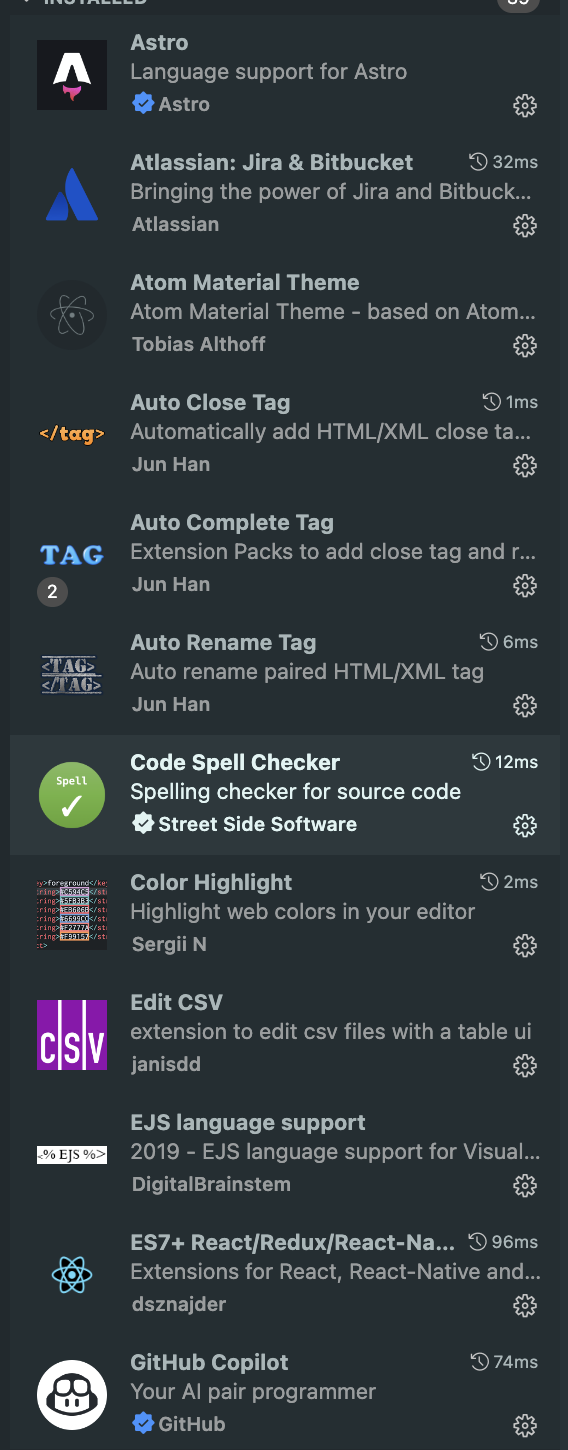 INSTALLED
Astro
Language support for Astro
Astro
Atlassian: Jira & Bitbucket 32ms
Bringing the power of Jira and Bitbuck...
Atlassian
Atom Material Theme
Atom Material Theme - based on Atom...
Tobias Althoff
</tag>
Auto Close Tag 1ms
Automatically add HTML/XML close ta...
Jun Han
TAG
2
Auto Complete Tag
Extension Packs to add close tag and r...
Jun Han
<TAG>
</TAG>
Auto Rename Tag 6ms
Auto rename paired HTML/XML tag
Jun Han
Spell
Code Spell Checker 12ms
Spelling checker for source code
Street Side Software
Color Highlight 2ms
Highlight web colors in your editor
Sergii N
CSV
Edit CSV
extension to edit csv files with a table ui
janisdd
<% EJS %>
EJS language support
2019 - EJS language support for Visual...
DigitalBrainstem
ES7+ React/Redux/React-Na... 96ms
Extensions for React, React-Native and...
dsznajder
GitHub Copilot 74ms
Your AI pair programmer
GitHub